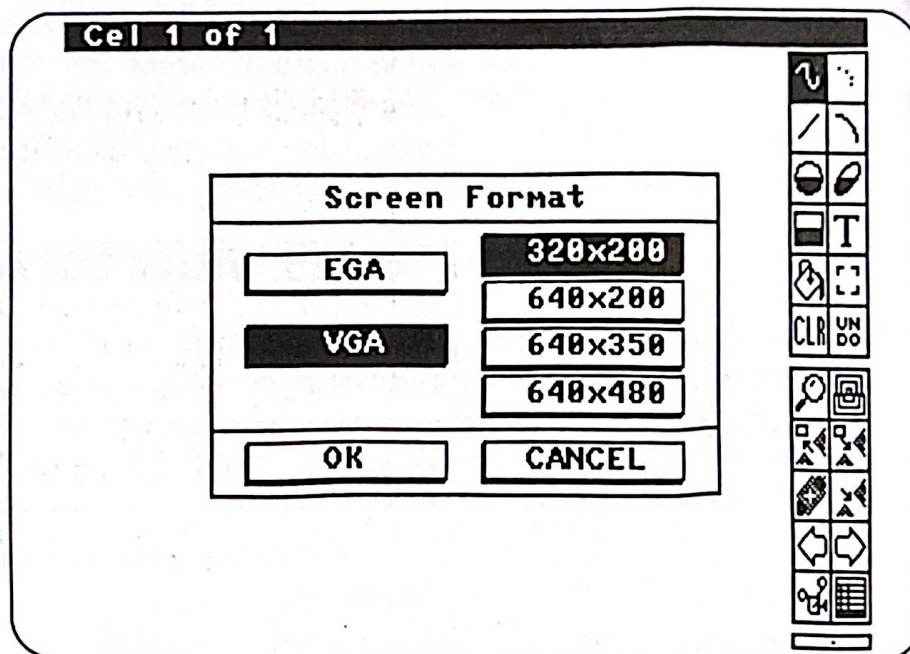 Cel 1 of 1
Screen Format
EGA
VGA
320x200
640x200
640x350
640x480
OK
CANCEL
T
CLR
UN
DO